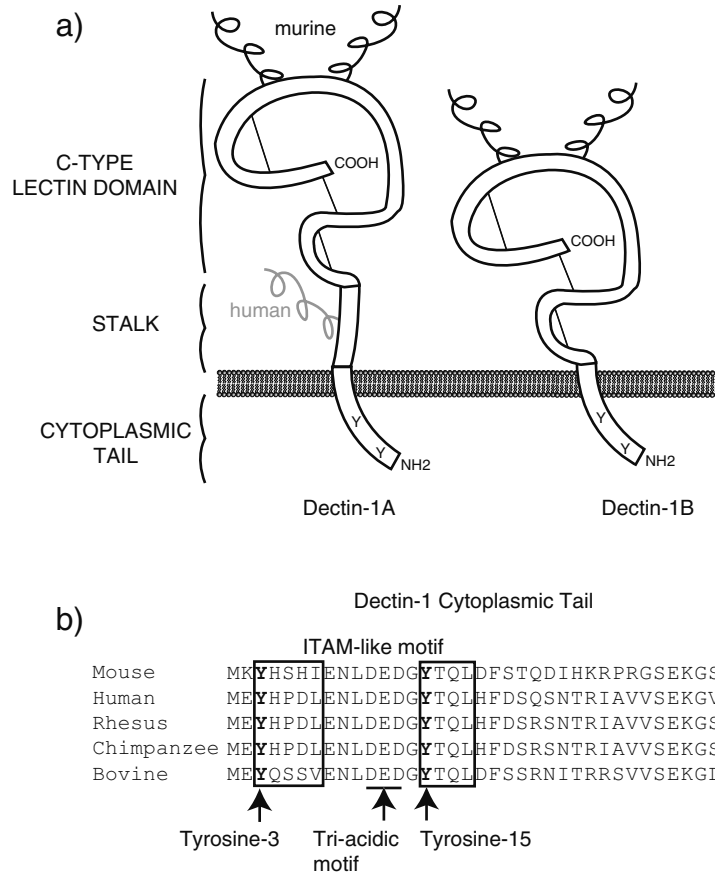 a)
murine
C-TYPE
LECTIN DOMAIN
COOH
COOH
human
STALK
CYTOPLASMIC
TAIL
Y
Y
NH2
Y
Y
NH2
Dectin-1A
Dectin-1B
b)
Dectin-1 Cytoplasmic Tail
ITAM-like motif
Mouse MKYHSHIENLDEDGYTQLDFSTQDIHKRPRGSEKGS
Human MEYHPDLENLDEDGYTQLHFDSQSNTRIAVVSEKGV
Rhesus MEYHPDLENLDEDGYTQLHFDSRSNTRIAVVSEKGS
Chimpanzee MEYHPDLENLDEDGYTQLHFDSRSNTRIAVVSEKGS
Bovine MEYQSSVENLDEDGYTQLDFSSRNITRRSVVSEKGL
Tyrosine-3
Tri-acidic
motif
Tyrosine-15